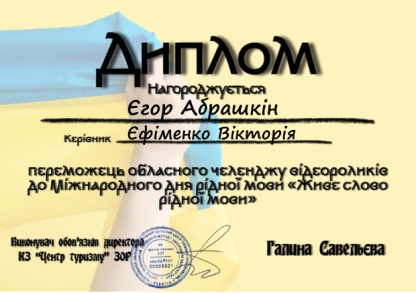 Диплом
Нагороджується
Єгор Абрашкін
Керівник Єфіменко Вікторія
переможець обласного челенджу відеороликів
до Міжнародного дня рідної мови «Живе слово
рідної мови»
Виконувач обов'язків директора Галина Савельєва
КЗ "Центр туризму" ЗОР